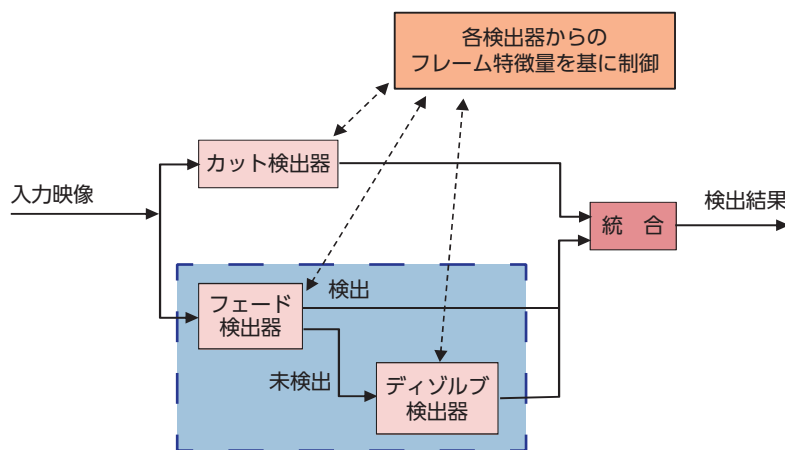 各検出器からの
フレーム特徴量を基に制御
カット検出器
入力映像
検出結果
統　合
フェード
検出器
検出
未検出
ディゾルブ
検出器